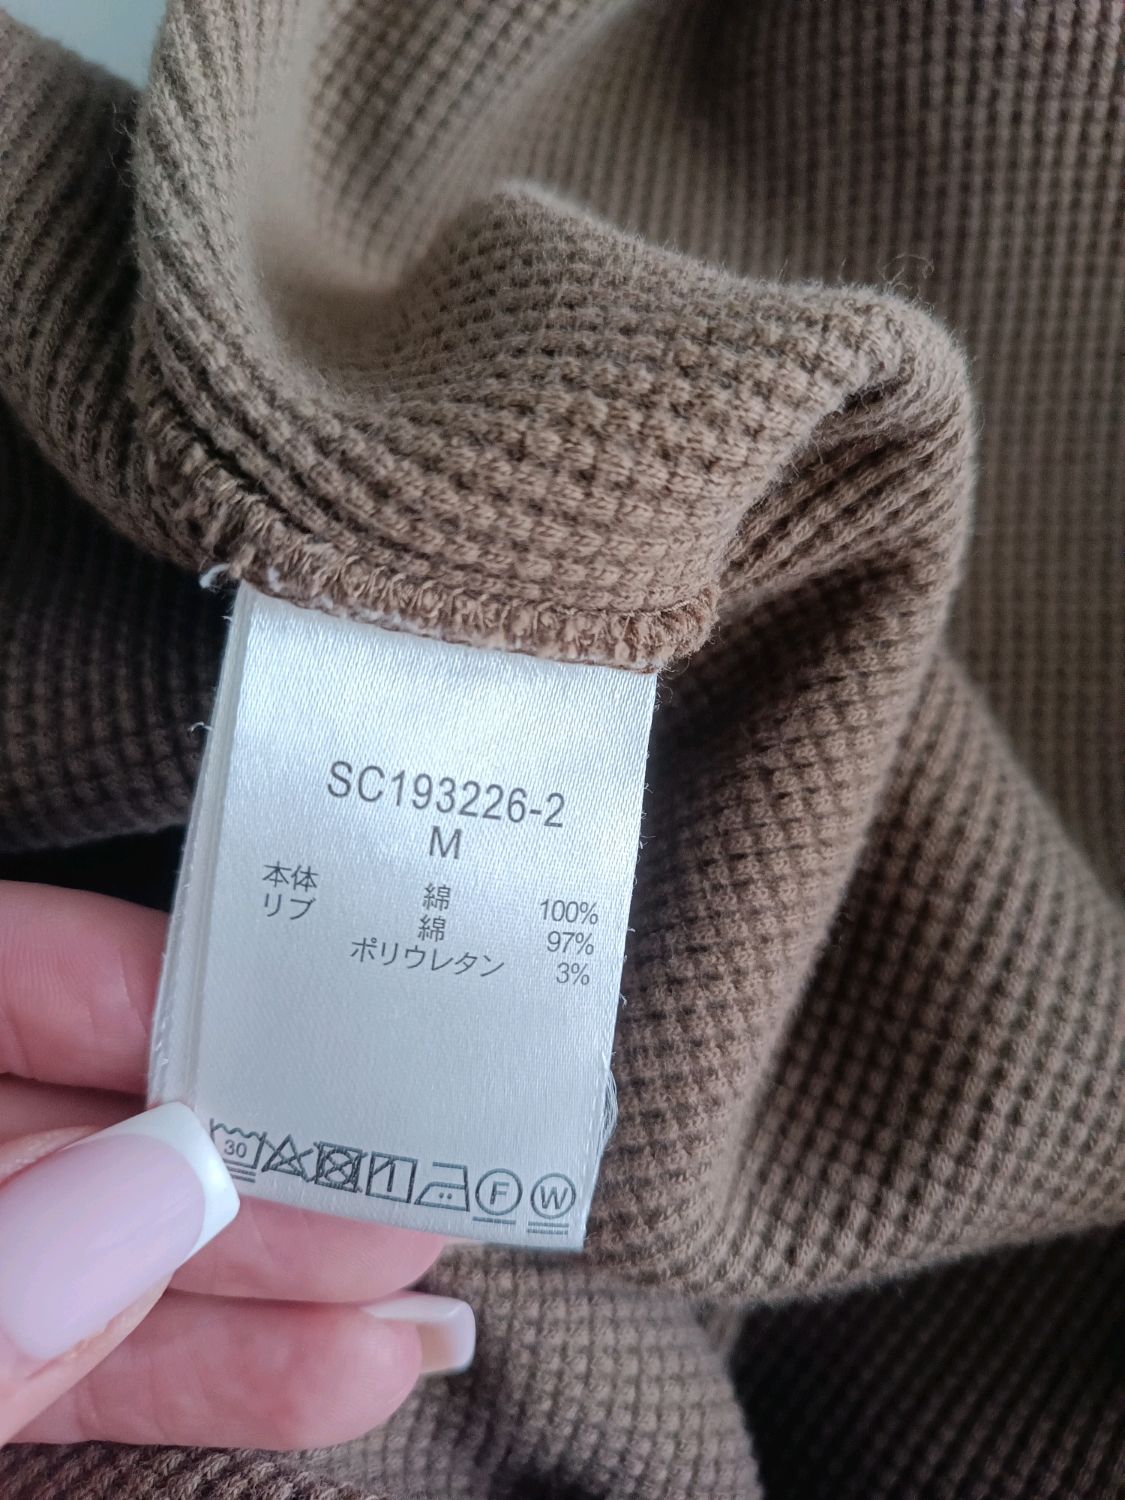 SC193226-2
M
本体 綿 100%
リブ 綿 97%
ポリウレタン 3%
30 F W